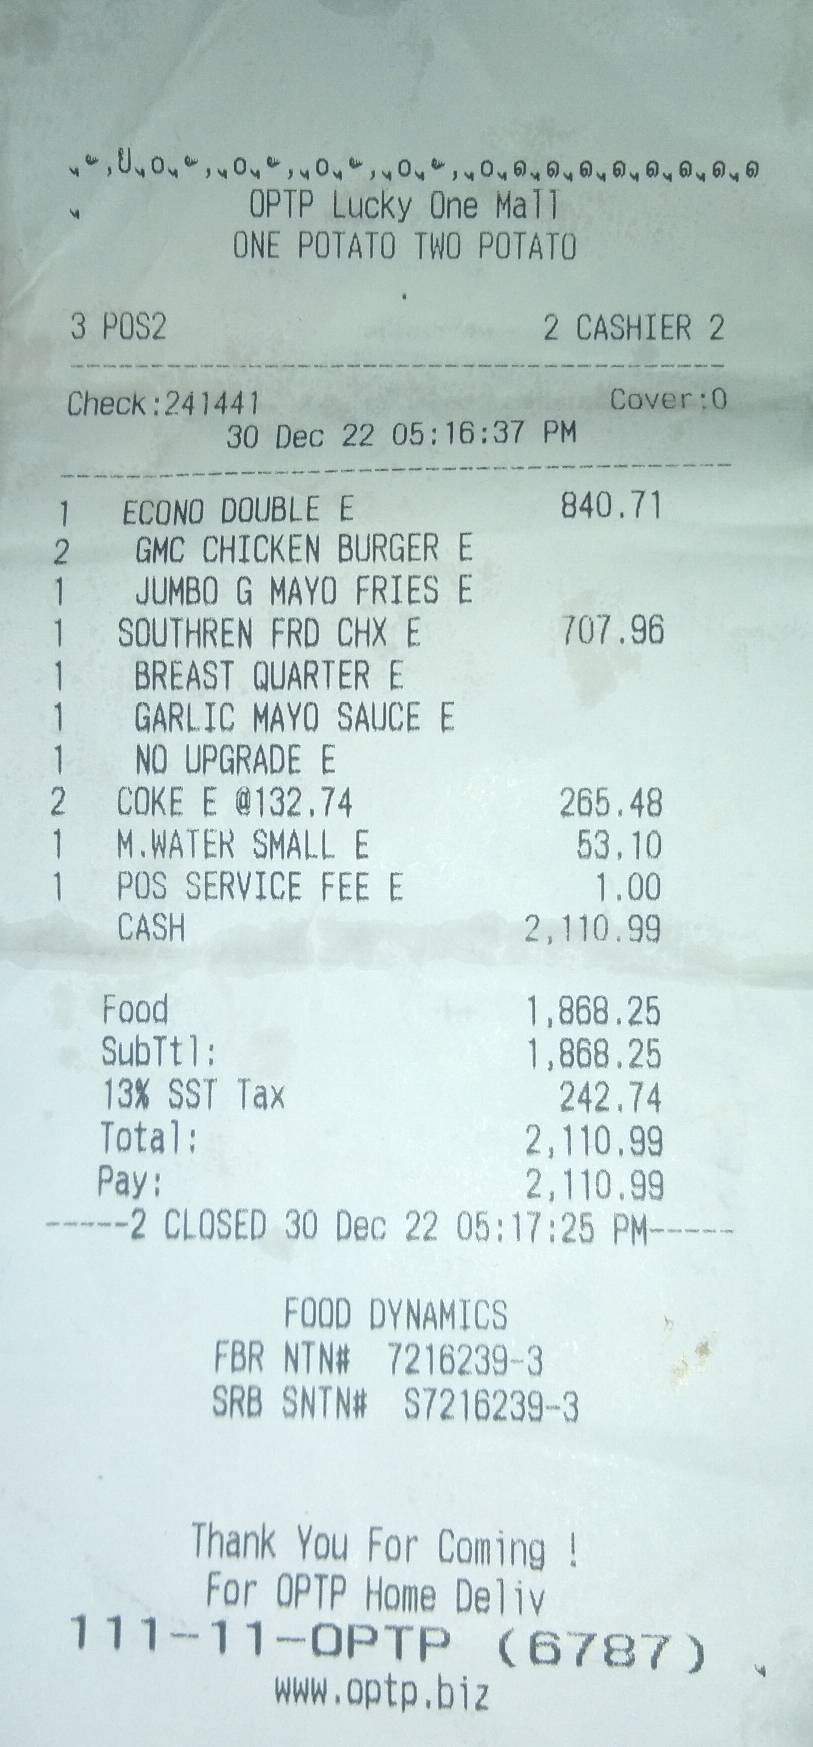 OPTP Lucky One Mall
ONE POTATO TWO POTATO
3 POS2 2 CASHIER 2
Check:241441 Cover:0
30 Dec 22 05:16:37 PM
1 ECONO DOUBLE E 840.71
2 GMC CHICKEN BURGER E
1 JUMBO G MAYO FRIES E
1 SOUTHREN FRD CHX E 707.96
1 BREAST QUARTER E
1 GARLIC MAYO SAUCE E
1 NO UPGRADE E
2 COKE E @132.74 265.48
1 M.WATER SMALL E 53.10
1 POS SERVICE FEE E 1.00
CASH 2,110.99
Food 1,868.25
SubTtl: 1,868.25
13% SST Tax 242.74
Total: 2,110.99
Pay: 2,110.99
-----2 CLOSED 30 Dec 22 05:17:25 PM-----
FOOD DYNAMICS
FBR NTN# 7216239-3
SRB SNTN# S7216239-3
Thank You For Coming !
For OPTP Home Deliv
111-11-OPTP (6787)
www.optp.biz